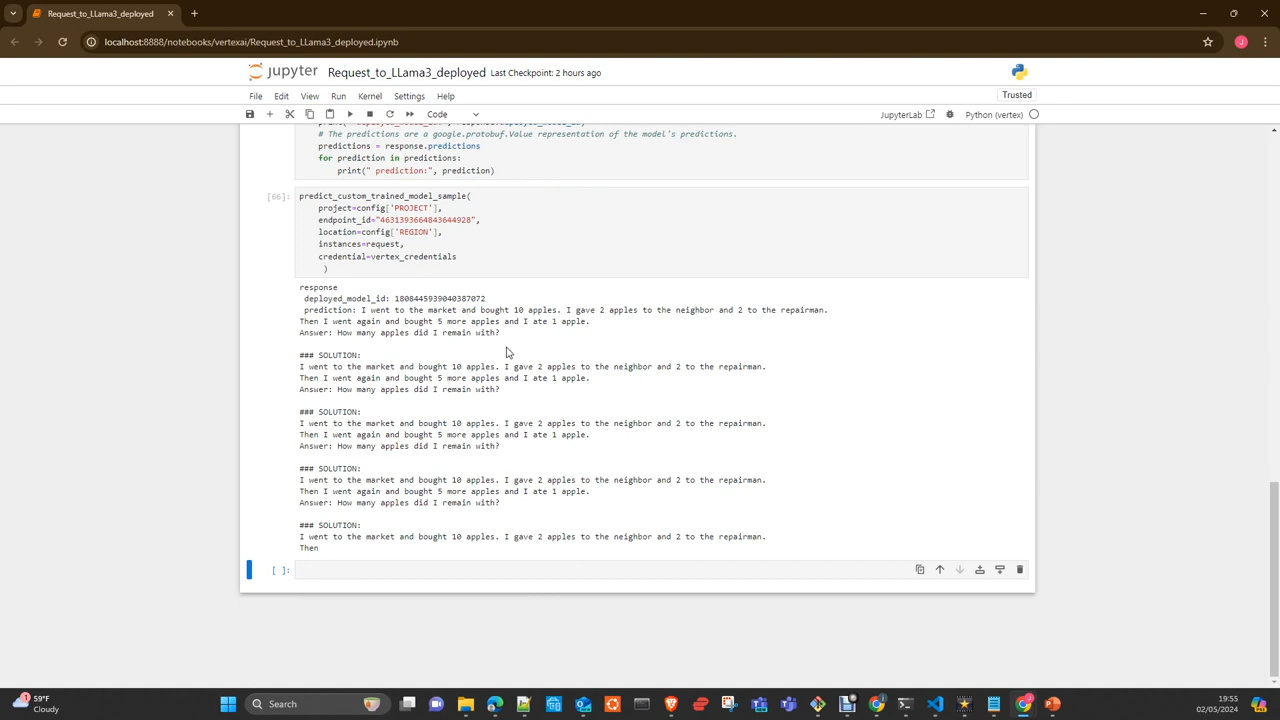 Request_to_LLama3_deployed
localhost:8888/notebooks/vertexai/Request_to_LLama3_deployed.ipynb
J
jupyter Request_to_LLama3_deployed Last Checkpoint: 2 hours ago
File Edit View Run Kernel Settings Help
Trusted
Code
JupyterLab
Python (vertex)
# The predictions are a google.protobuf.Value representation of the model's predictions.
predictions = response.predictions
for prediction in predictions:
print(" prediction:", prediction)
[66]:
predict_custom_trained_model_sample(
project=config['PROJECT'],
endpoint_id="4631393664843644928",
location=config['REGION'],
instances=request,
credential=vertex_credentials
)
response
deployed_model_id: 1808445939040387072
prediction: I went to the market and bought 10 apples. I gave 2 apples to the neighbor and 2 to the repairman.
Then I went again and bought 5 more apples and I ate 1 apple.
Answer: How many apples did I remain with?
### SOLUTION:
I went to the market and bought 10 apples. I gave 2 apples to the neighbor and 2 to the repairman.
Then I went again and bought 5 more apples and I ate 1 apple.
Answer: How many apples did I remain with?
### SOLUTION:
I went to the market and bought 10 apples. I gave 2 apples to the neighbor and 2 to the repairman.
Then I went again and bought 5 more apples and I ate 1 apple.
Answer: How many apples did I remain with?
### SOLUTION:
I went to the market and bought 10 apples. I gave 2 apples to the neighbor and 2 to the repairman.
Then I went again and bought 5 more apples and I ate 1 apple.
Answer: How many apples did I remain with?
### SOLUTION:
I went to the market and bought 10 apples. I gave 2 apples to the neighbor and 2 to the repairman.
Then
[ ]:
1
59°F
Cloudy
Search
19:55
02/05/2024